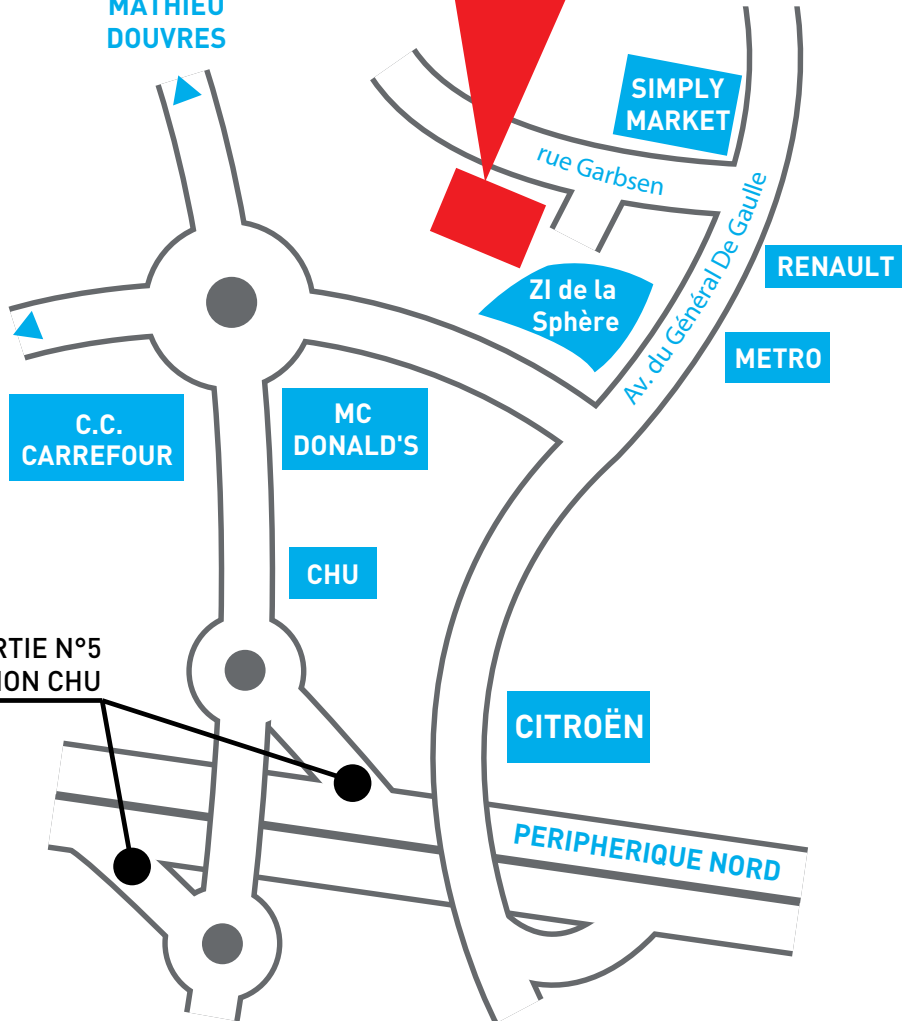 MATHIEU
DOUVRES
SIMPLY
MARKET
rue Garbsen
Av. du Général De Gaulle
RENAULT
ZI de la
Sphère
METRO
C.C.
CARREFOUR
MC
DONALD'S
CHU
RTIE N°5
ION CHU
CITROËN
PERIPHERIQUE NORD